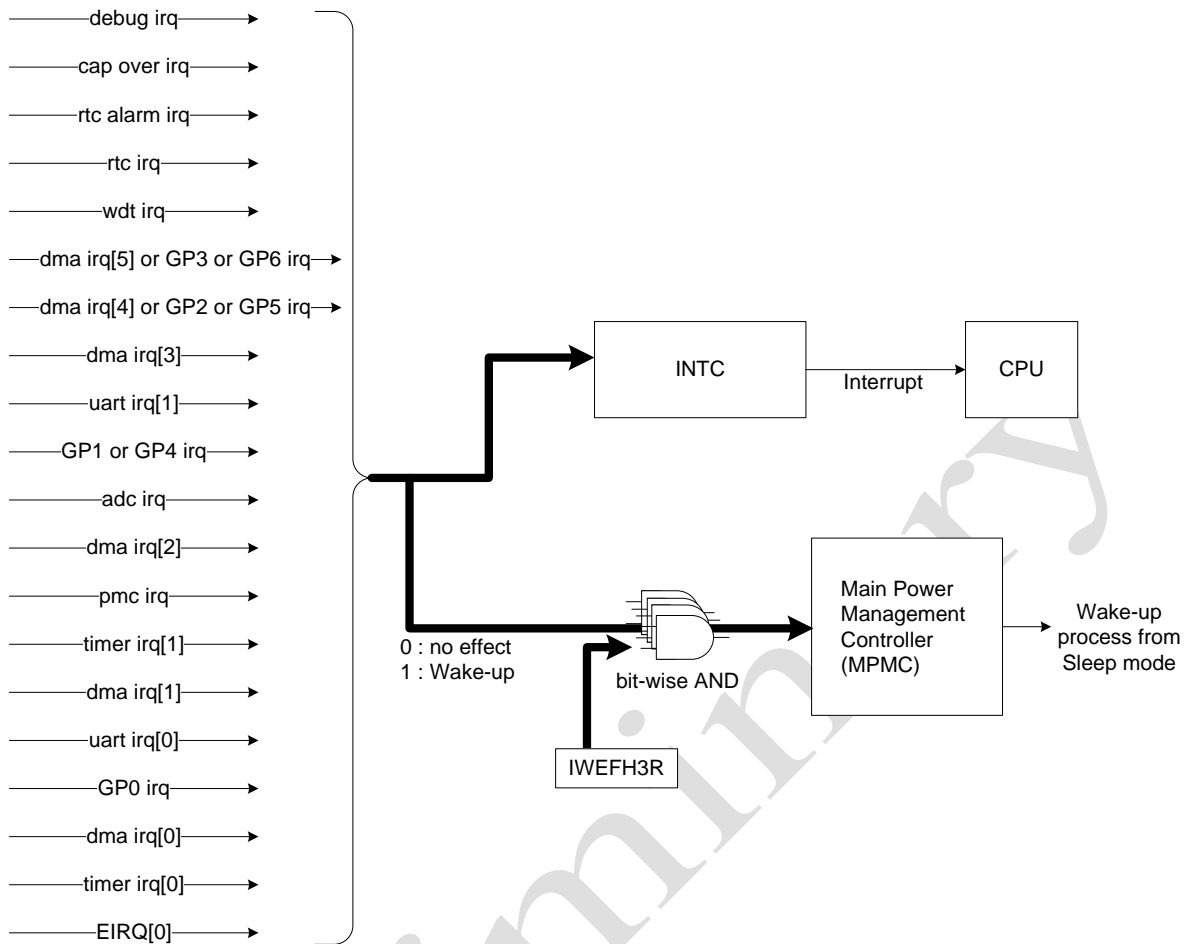 debug irq
cap over irq
rtc alarm irq
rtc irq
wdt irq
dma irq[5] or GP3 or GP6 irq
dma irq[4] or GP2 or GP5 irq
dma irq[3]
uart irq[1]
GP1 or GP4 irq
adc irq
dma irq[2]
pmc irq
timer irq[1]
dma irq[1]
uart irq[0]
GP0 irq
dma irq[0]
timer irq[0]
EIRQ[0]
INTC
Interrupt
CPU
0 : no effect
1 : Wake-up
bit-wise AND
IWEFH3R
Main Power
Management
Controller
(MPMC)
Wake-up
process from
Sleep mode